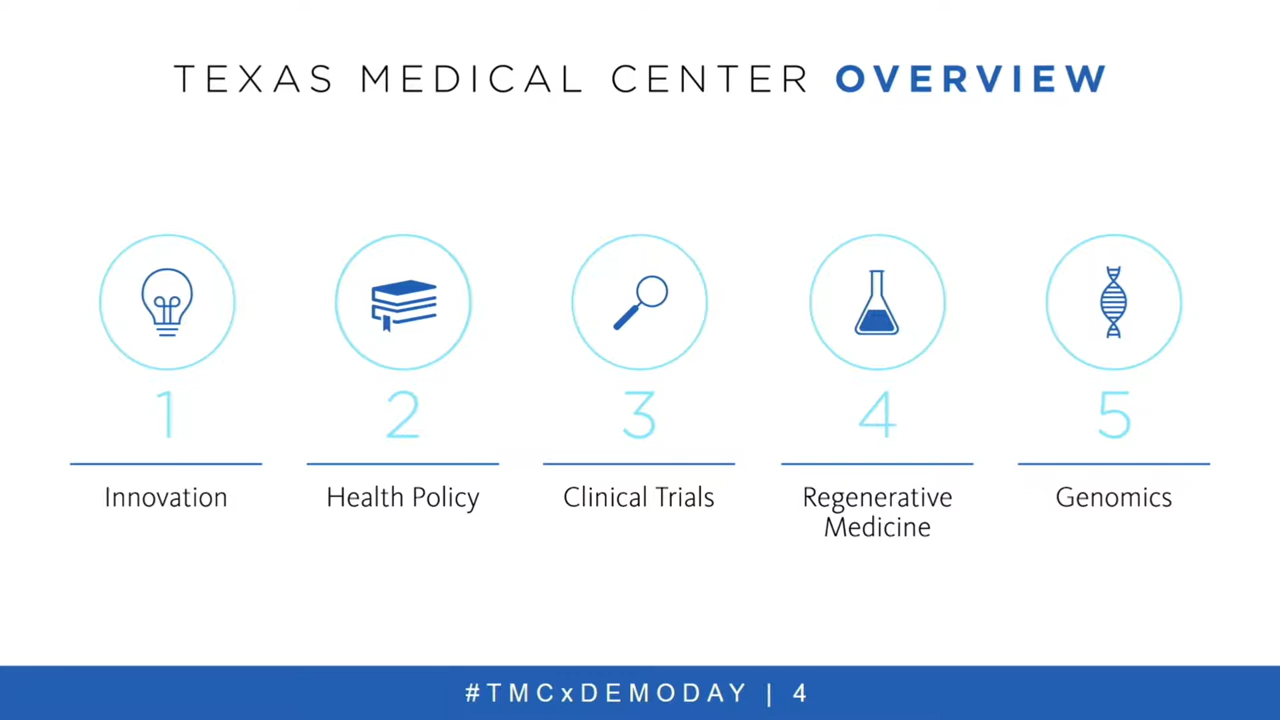 TEXAS MEDICAL CENTER OVERVIEW
1
2
3
4
5
Innovation
Health Policy
Clinical Trials
Regenerative
Medicine
Genomics
#TMCxDEMODAY | 4